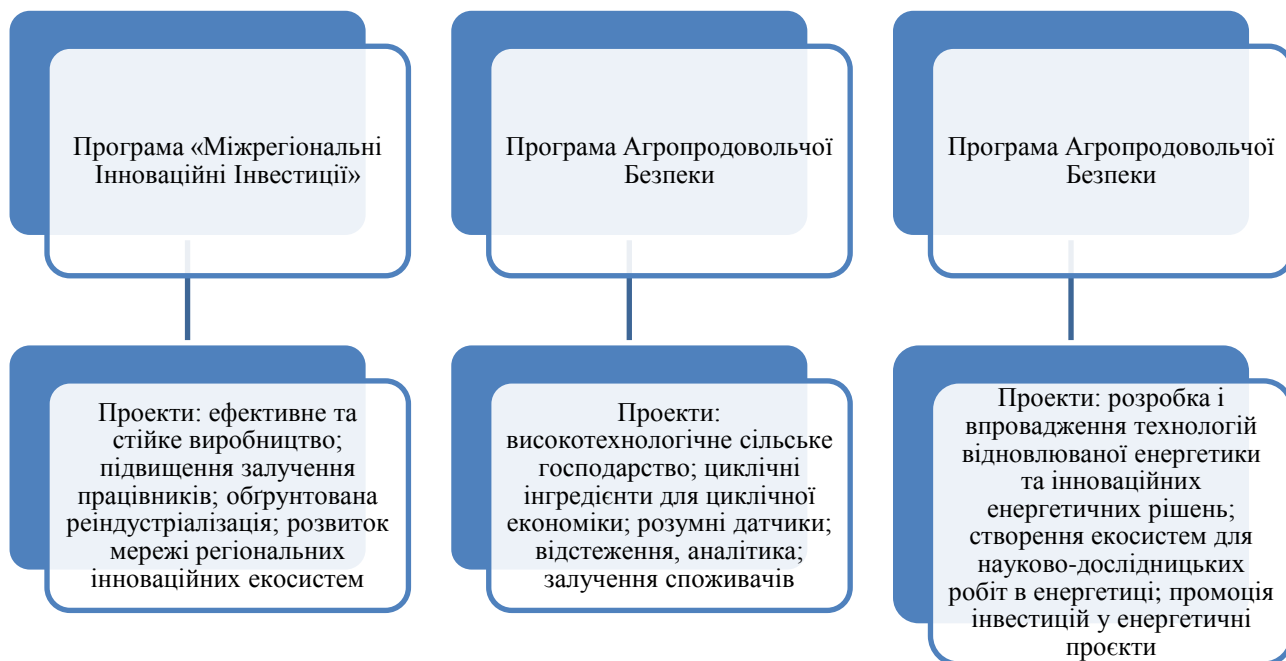 Програма «Міжрегіональні
Інноваційні Інвестиції»
Програма Агропродовольчої
Безпеки
Програма Агропродовольчої
Безпеки
Проекти: ефективне та
стійке виробництво;
підвищення залучення
працівників; обґрунтована
реіндустріалізація; розвиток
мережі регіональних
інноваційних екосистем
Проекти:
високотехнологічне сільське
господарство; циклічні
інгредієнти для циклічної
економіки; розумні датчики;
відстеження, аналітика;
залучення споживачів
Проекти: розробка і
впровадження технологій
відновлюваної енергетики
та інноваційних
енергетичних рішень;
створення екосистем для
науково-дослідницьких
робіт в енергетиці; промоція
інвестицій у енергетичні
проєкти